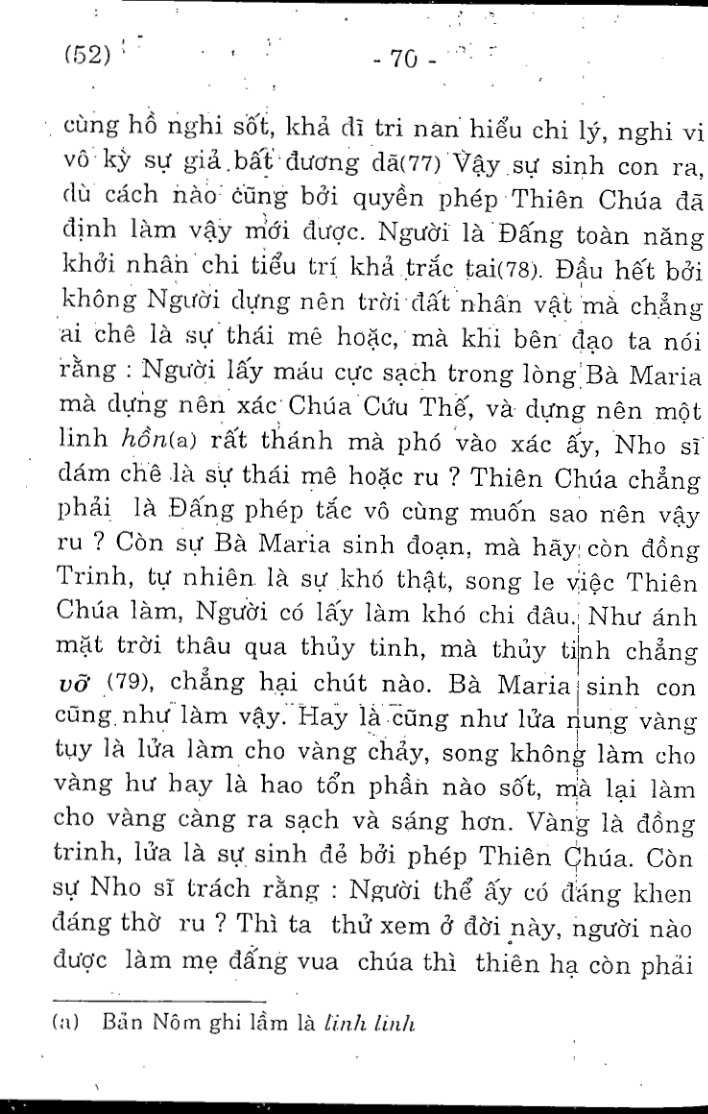 (52)
- 70 -
cùng hồ nghi sốt, khả dĩ tri nan hiểu chi lý, nghi vi
vô kỳ sự giả bất đương dã(77) Vậy sự sinh con ra,
dù cách nào cũng bởi quyền phép Thiên Chúa đã
định làm vậy mới được. Người là Đấng toàn năng
khởi nhân chi tiểu trí khả trắc tai(78). Đầu hết bởi
không Người dựng nên trời đất nhân vật mà chẳng
ai chê là sự thái mê hoặc, mà khi bên đạo ta nói
rằng : Người lấy máu cực sạch trong lòng Bà Maria
mà dựng nên xác Chúa Cứu Thế, và dựng nên một
linh hồn(a) rất thánh mà phó vào xác ấy, Nho sĩ
dám chê là sự thái mê hoặc ru ? Thiên Chúa chẳng
phải là Đấng phép tắc vô cùng muốn sao nên vậy
ru ? Còn sự Bà Maria sinh đoạn, mà hãy còn đồng
Trinh, tự nhiên là sự khó thật, song le việc Thiên
Chúa làm, Người có lấy làm khó chi đâu. Như ánh
mặt trời thâu qua thủy tinh, mà thủy tinh chẳng
vỡ (79), chẳng hại chút nào. Bà Maria sinh con
cũng như làm vậy. Hay là cũng như lửa nung vàng
tuy là lửa làm cho vàng chảy, song không làm cho
vàng hư hay là hao tổn phần nào sốt, mà lại làm
cho vàng càng ra sạch và sáng hơn. Vàng là đồng
trinh, lửa là sự sinh đẻ bởi phép Thiên Chúa. Còn
sự Nho sĩ trách rằng : Người thể ấy có đáng khen
đáng thờ ru ? Thì ta thử xem ở đời này, người nào
được làm mẹ đấng vua chúa thì thiên hạ còn phải
(a) Bản Nôm ghi lầm là linh linh